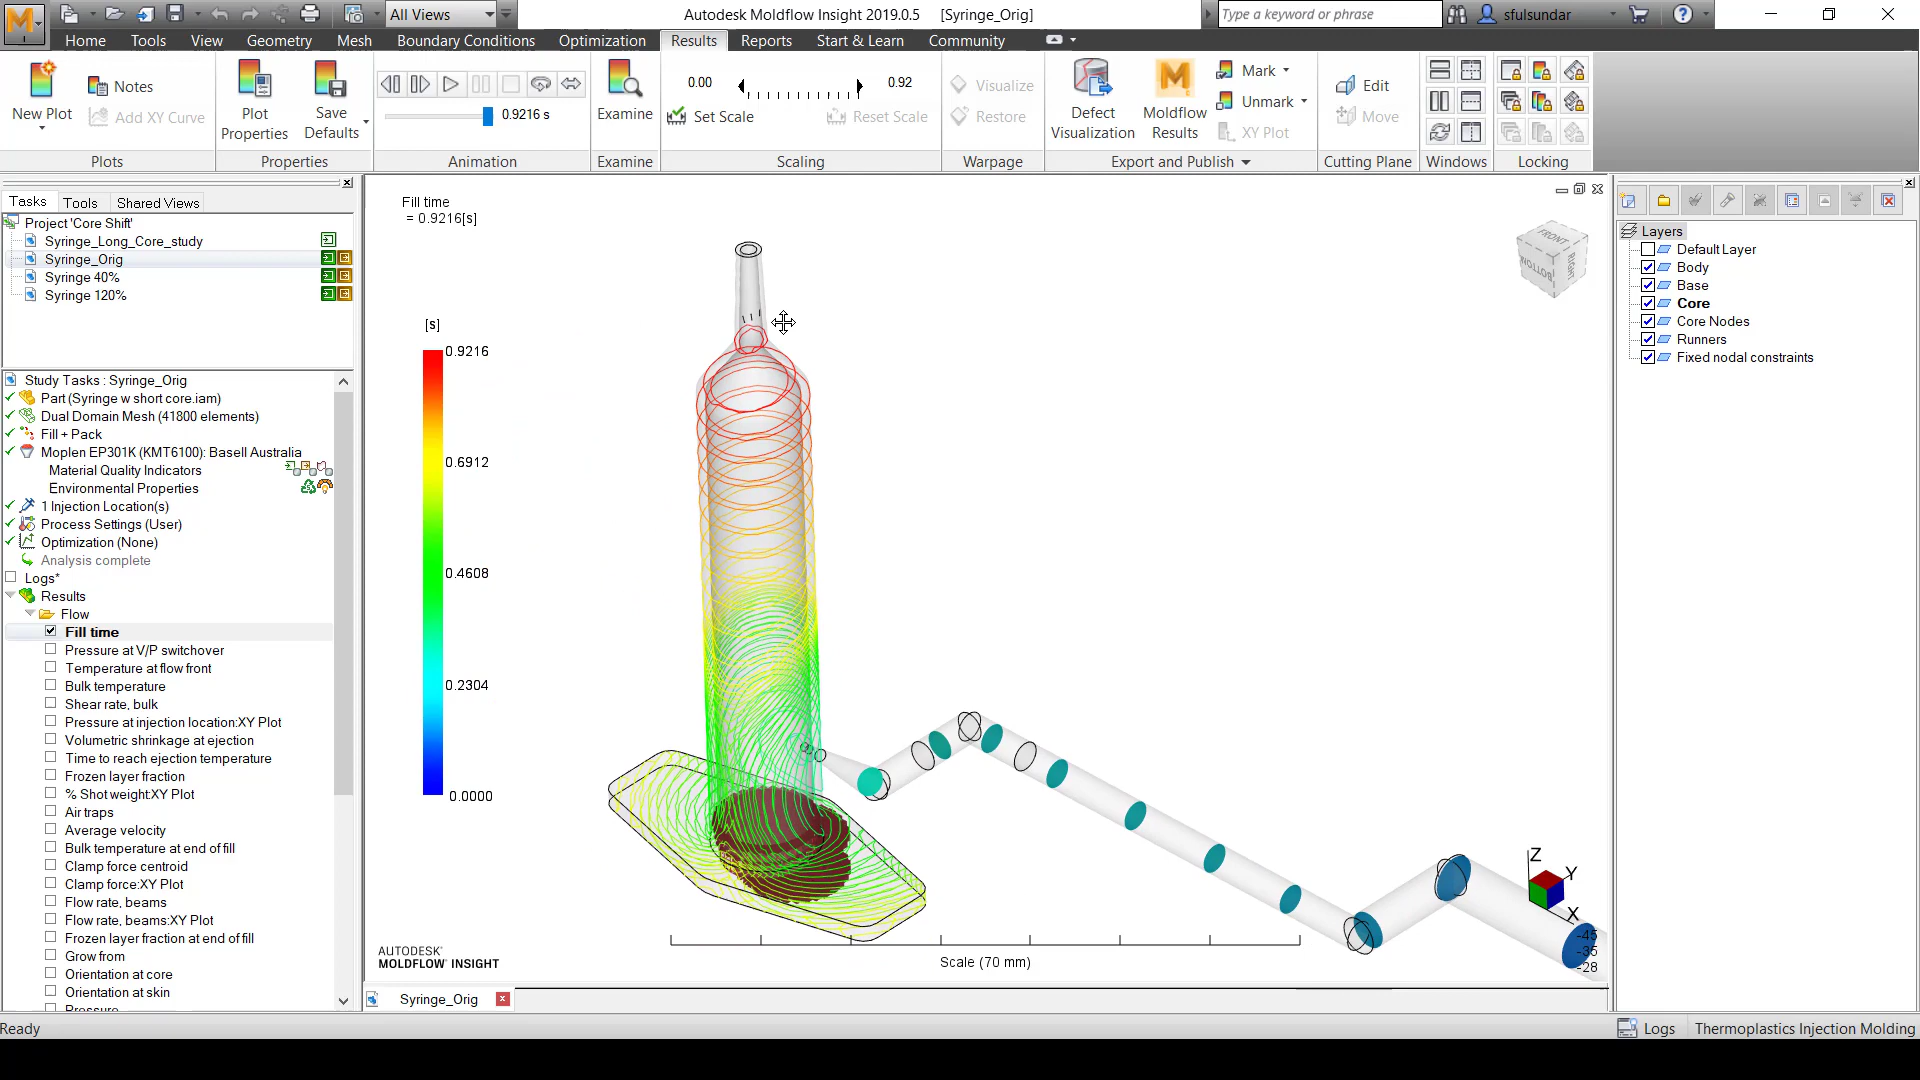 All Views
Autodesk Moldflow Insight 2019.0.5 [Syringe_Orig]
Type a keyword or phrase
sfulsundar
Home Tools View Geometry Mesh Boundary Conditions Optimization Results Reports Start & Learn Community
New Plot
Notes
Add XY Curve
Plots
Plot Properties
Save Defaults
Properties
0.9216 s
Animation
Examine
Examine
0.00
0.92
Set Scale
Reset Scale
Scaling
Visualize
Restore
Warpage
Defect Visualization
Moldflow Results
Mark
Unmark
XY Plot
Export and Publish
Edit
Move
Cutting Plane
Windows
Locking
Tasks Tools Shared Views
Project 'Core Shift'
Syringe_Long_Core_study
Syringe_Orig
Syringe 40%
Syringe 120%
Study Tasks : Syringe_Orig
Part (Syringe w short core.iam)
Dual Domain Mesh (41800 elements)
Fill + Pack
Moplen EP301K (KMT6100): Basell Australia
Material Quality Indicators
Environmental Properties
1 Injection Location(s)
Process Settings (User)
Optimization (None)
Analysis complete
Logs*
Results
Flow
Fill time
Pressure at V/P switchover
Temperature at flow front
Bulk temperature
Shear rate, bulk
Pressure at injection location:XY Plot
Volumetric shrinkage at ejection
Time to reach ejection temperature
Frozen layer fraction
% Shot weight:XY Plot
Air traps
Average velocity
Bulk temperature at end of fill
Clamp force centroid
Clamp force:XY Plot
Flow rate, beams
Flow rate, beams:XY Plot
Frozen layer fraction at end of fill
Grow from
Orientation at core
Orientation at skin
Pressure
Fill time
= 0.9216[s]
[s]
0.9216
0.6912
0.4608
0.2304
0.0000
AUTODESK
MOLDFLOW INSIGHT
Scale (70 mm)
FRONT
BOTTOM
RIGHT
Z
Y
X
-45
-35
-28
Syringe_Orig
Layers
Default Layer
Body
Base
Core
Core Nodes
Runners
Fixed nodal constraints
Ready
Logs
Thermoplastics Injection Molding